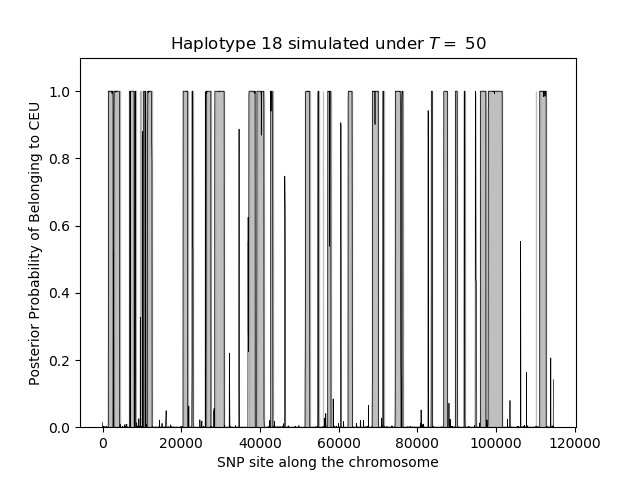 Haplotype 18 simulated under T = 50
Posterior Probability of Belonging to CEU
1.0
0.8
0.6
0.4
0.2
0.0
0 20000 40000 60000 80000 100000 120000
SNP site along the chromosome